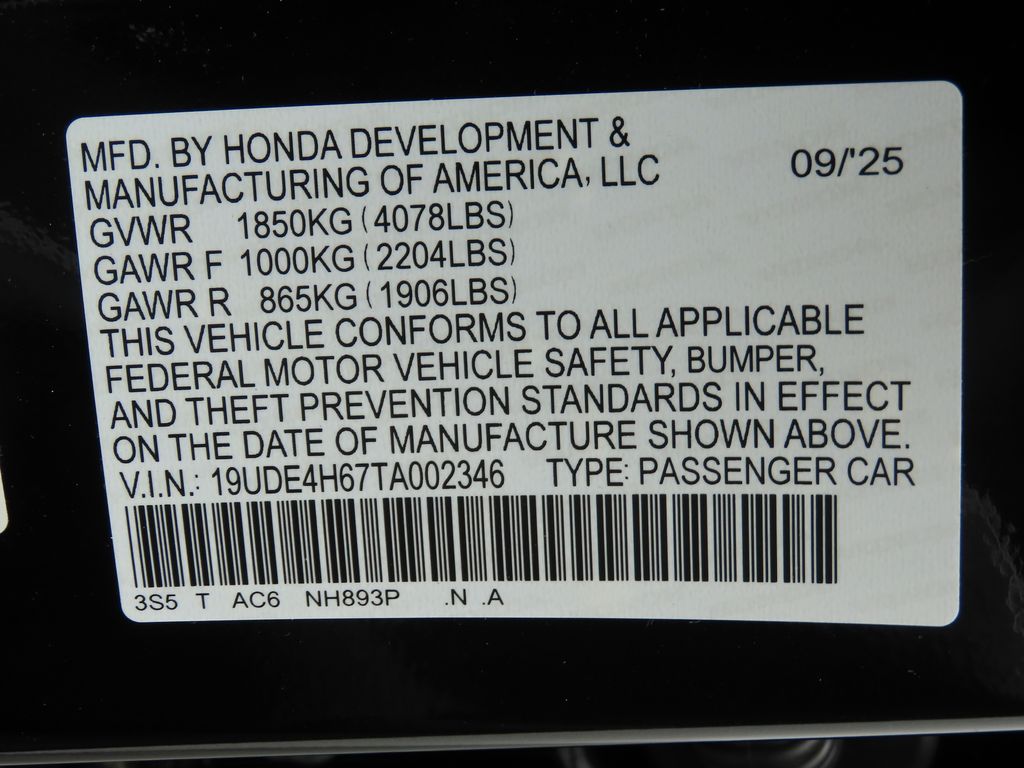 MFD. BY HONDA DEVELOPMENT &
MANUFACTURING OF AMERICA, LLC 09/'25
GVWR 1850KG (4078LBS)
GAWR F 1000KG (2204LBS)
GAWR R 865KG (1906LBS)
THIS VEHICLE CONFORMS TO ALL APPLICABLE
FEDERAL MOTOR VEHICLE SAFETY, BUMPER,
AND THEFT PREVENTION STANDARDS IN EFFECT
ON THE DATE OF MANUFACTURE SHOWN ABOVE.
V.I.N.: 19UDE4H67TA002346 TYPE: PASSENGER CAR
3S5 T AC6 NH893P .N .A